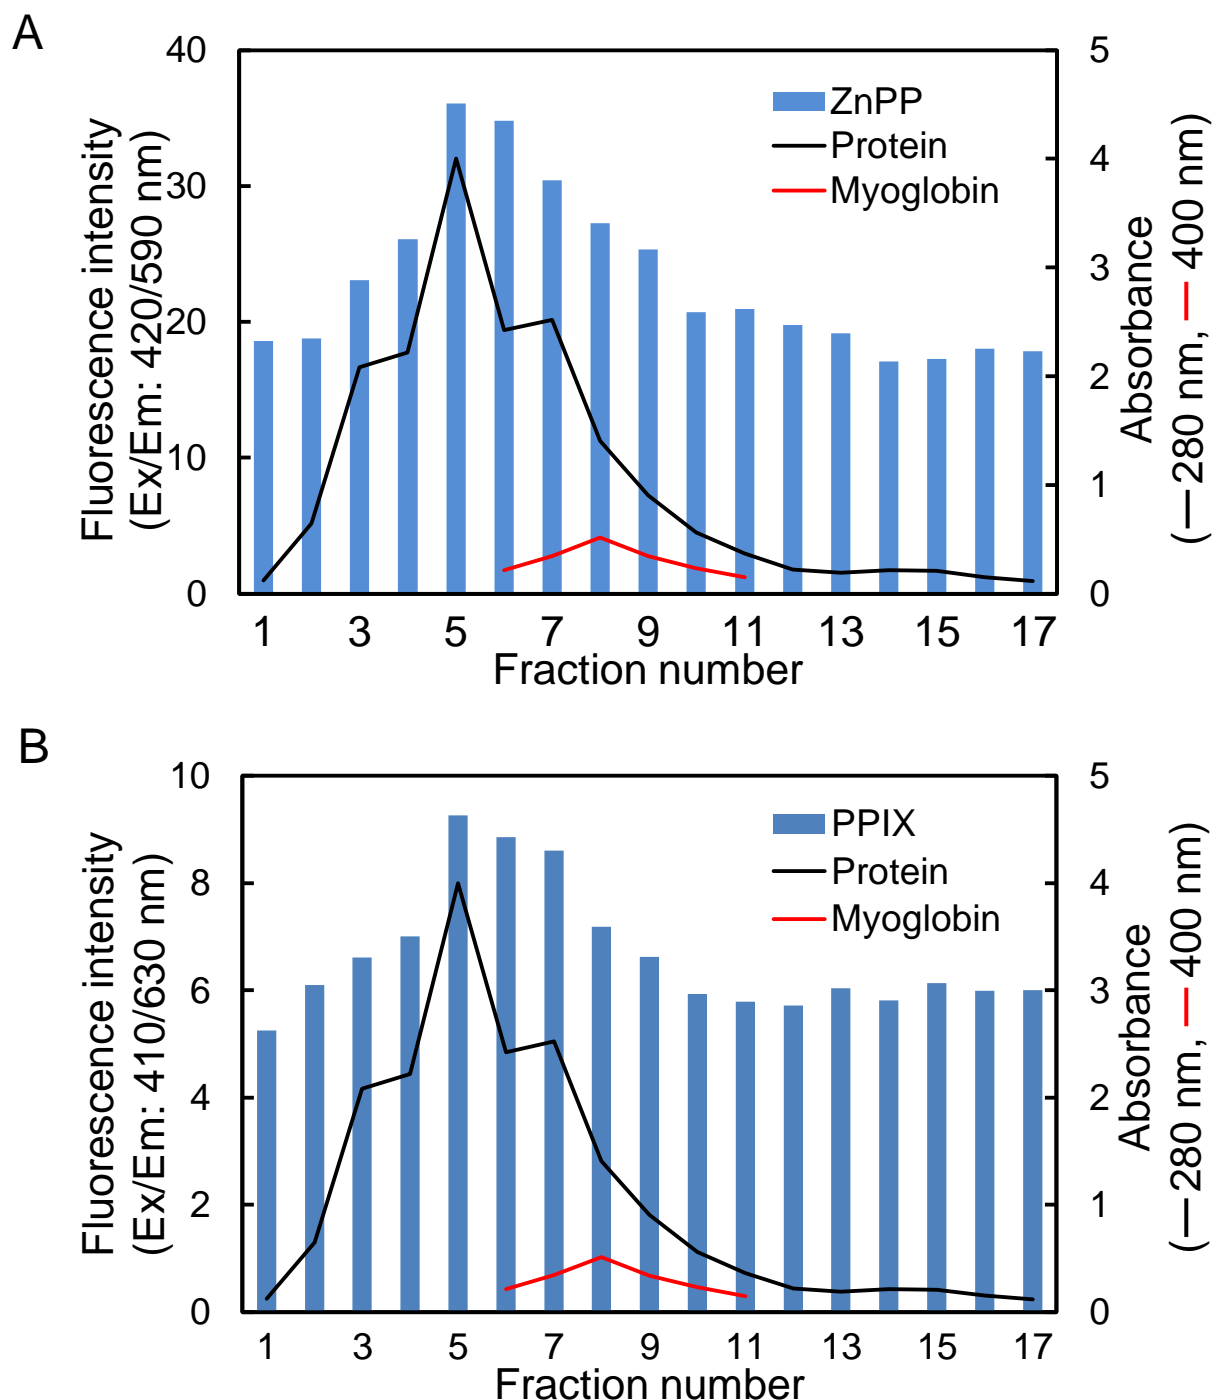 A
40
30
20
10
0
Fluorescence intensity
(Ex/Em: 420/590 nm)
ZnPP
Protein
Myoglobin
5
4
3
2
1
0
Absorbance
(—280 nm, — 400 nm)
1 3 5 7 9 11 13 15 17
Fraction number
B
10
8
6
4
2
0
Fluorescence intensity
(Ex/Em: 410/630 nm)
PPIX
Protein
Myoglobin
5
4
3
2
1
0
Absorbance
(—280 nm, — 400 nm)
1 3 5 7 9 11 13 15 17
Fraction number